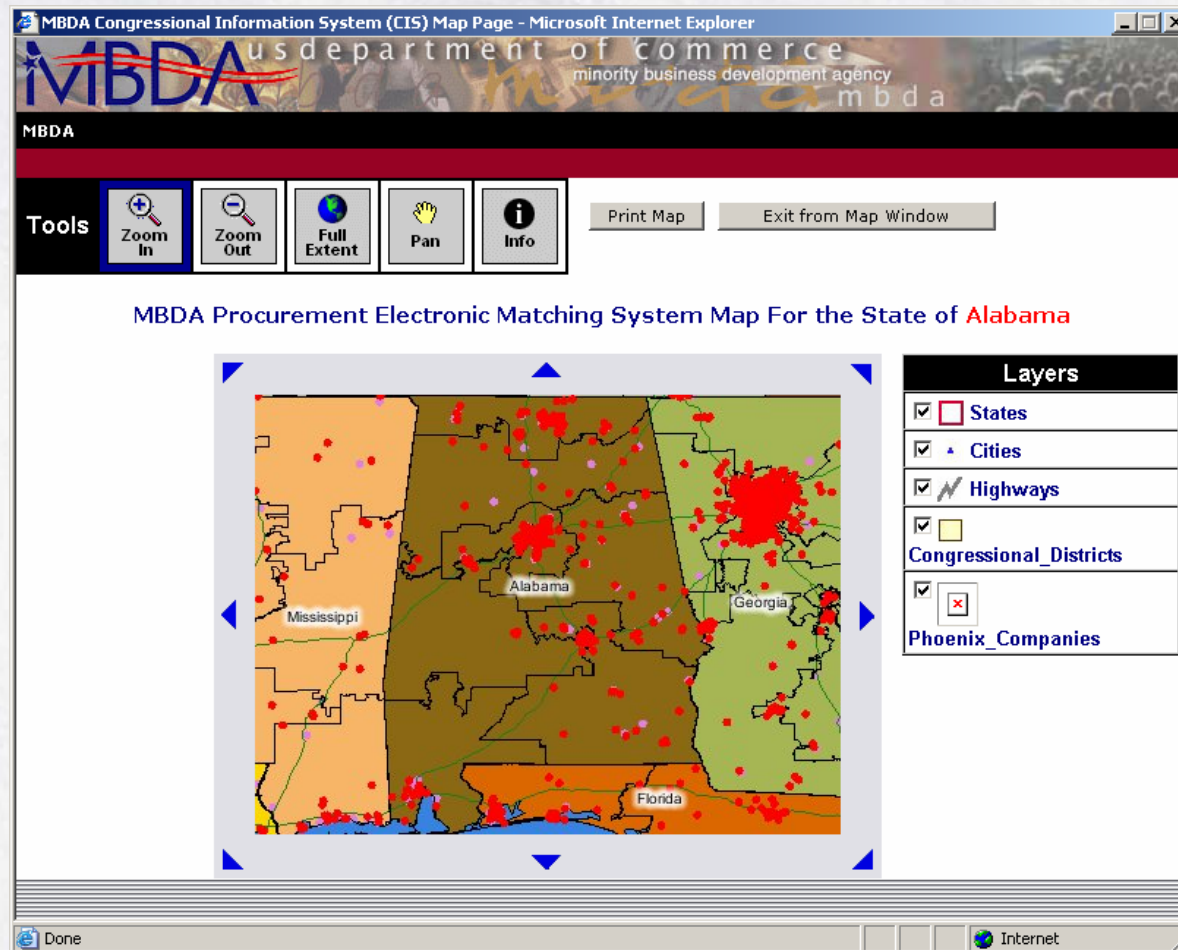 MBDA Congressional Information System (CIS) Map Page - Microsoft Internet Explorer
MBDA
us department of commerce
minority business development agency
mbda
MBDA
Tools
Zoom In
Zoom Out
Full Extent
Pan
Info
Print Map
Exit from Map Window
MBDA Procurement Electronic Matching System Map For the State of Alabama
Layers
States
Cities
Highways
Congressional_Districts
Phoenix_Companies
Alabama
Georgia
Mississippi
Florida
Done
Internet